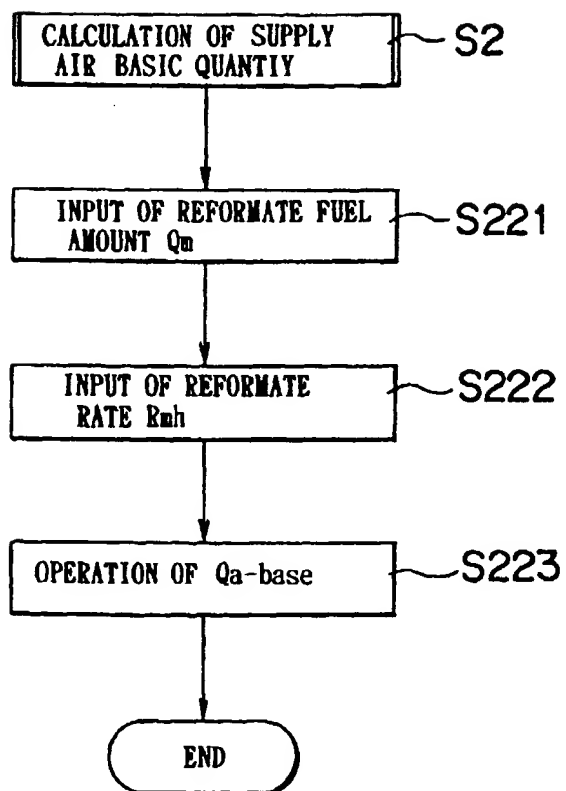 CALCULATION OF SUPPLY
AIR BASIC QUANTIY
S2
INPUT OF REFORMATE FUEL
AMOUNT Qm
S221
INPUT OF REFORMATE
RATE Rmh
S222
OPERATION OF Qa-base
S223
END